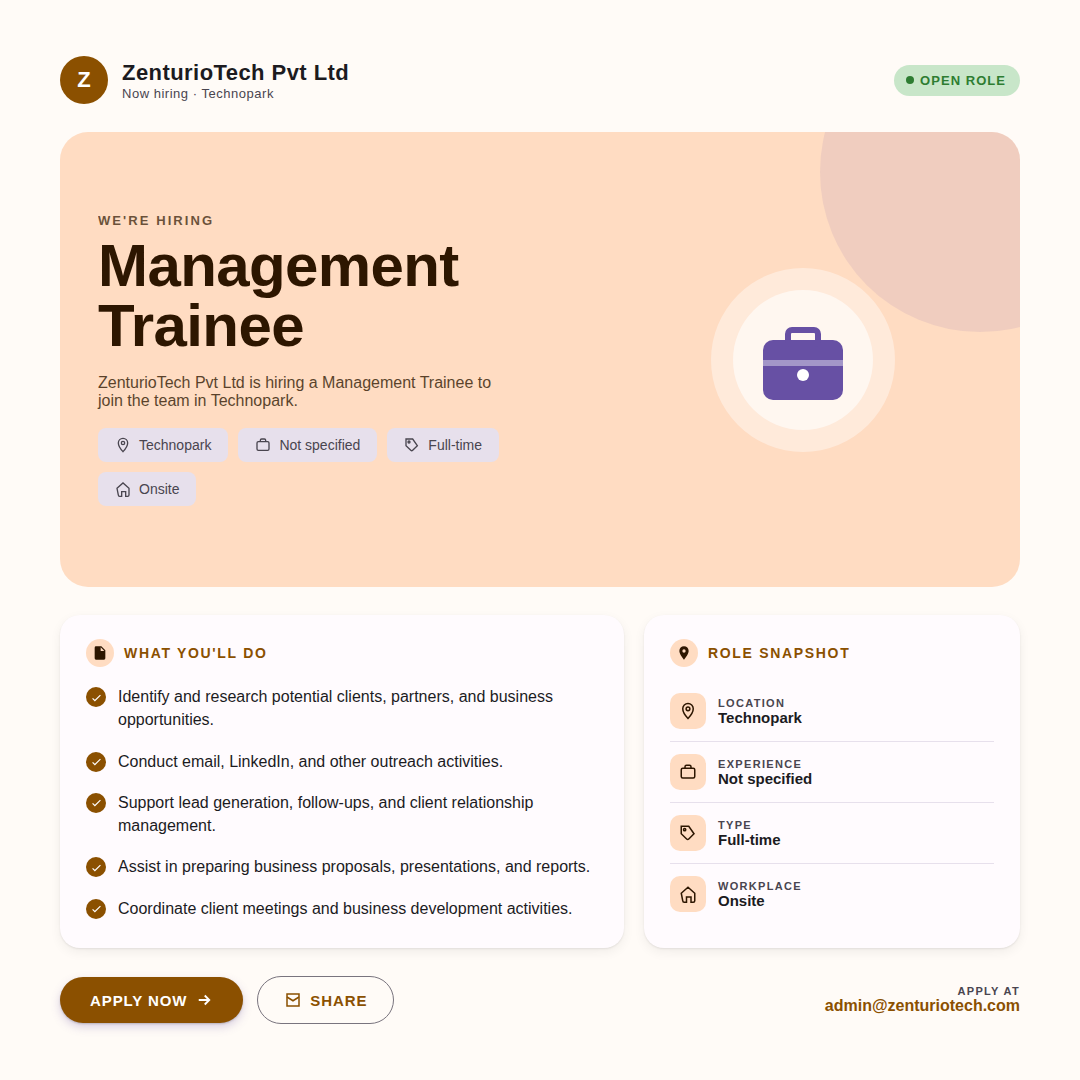 Z
ZenturioTech Pvt Ltd
Now hiring · Technopark
OPEN ROLE
WE'RE HIRING
Management
Trainee
ZenturioTech Pvt Ltd is hiring a Management Trainee to
join the team in Technopark.
Technopark
Not specified
Full-time
Onsite
WHAT YOU'LL DO
Identify and research potential clients, partners, and business
opportunities.
Conduct email, LinkedIn, and other outreach activities.
Support lead generation, follow-ups, and client relationship
management.
Assist in preparing business proposals, presentations, and reports.
Coordinate client meetings and business development activities.
ROLE SNAPSHOT
LOCATION
Technopark
EXPERIENCE
Not specified
TYPE
Full-time
WORKPLACE
Onsite
APPLY NOW
SHARE
APPLY AT
admin@zenturiotech.com